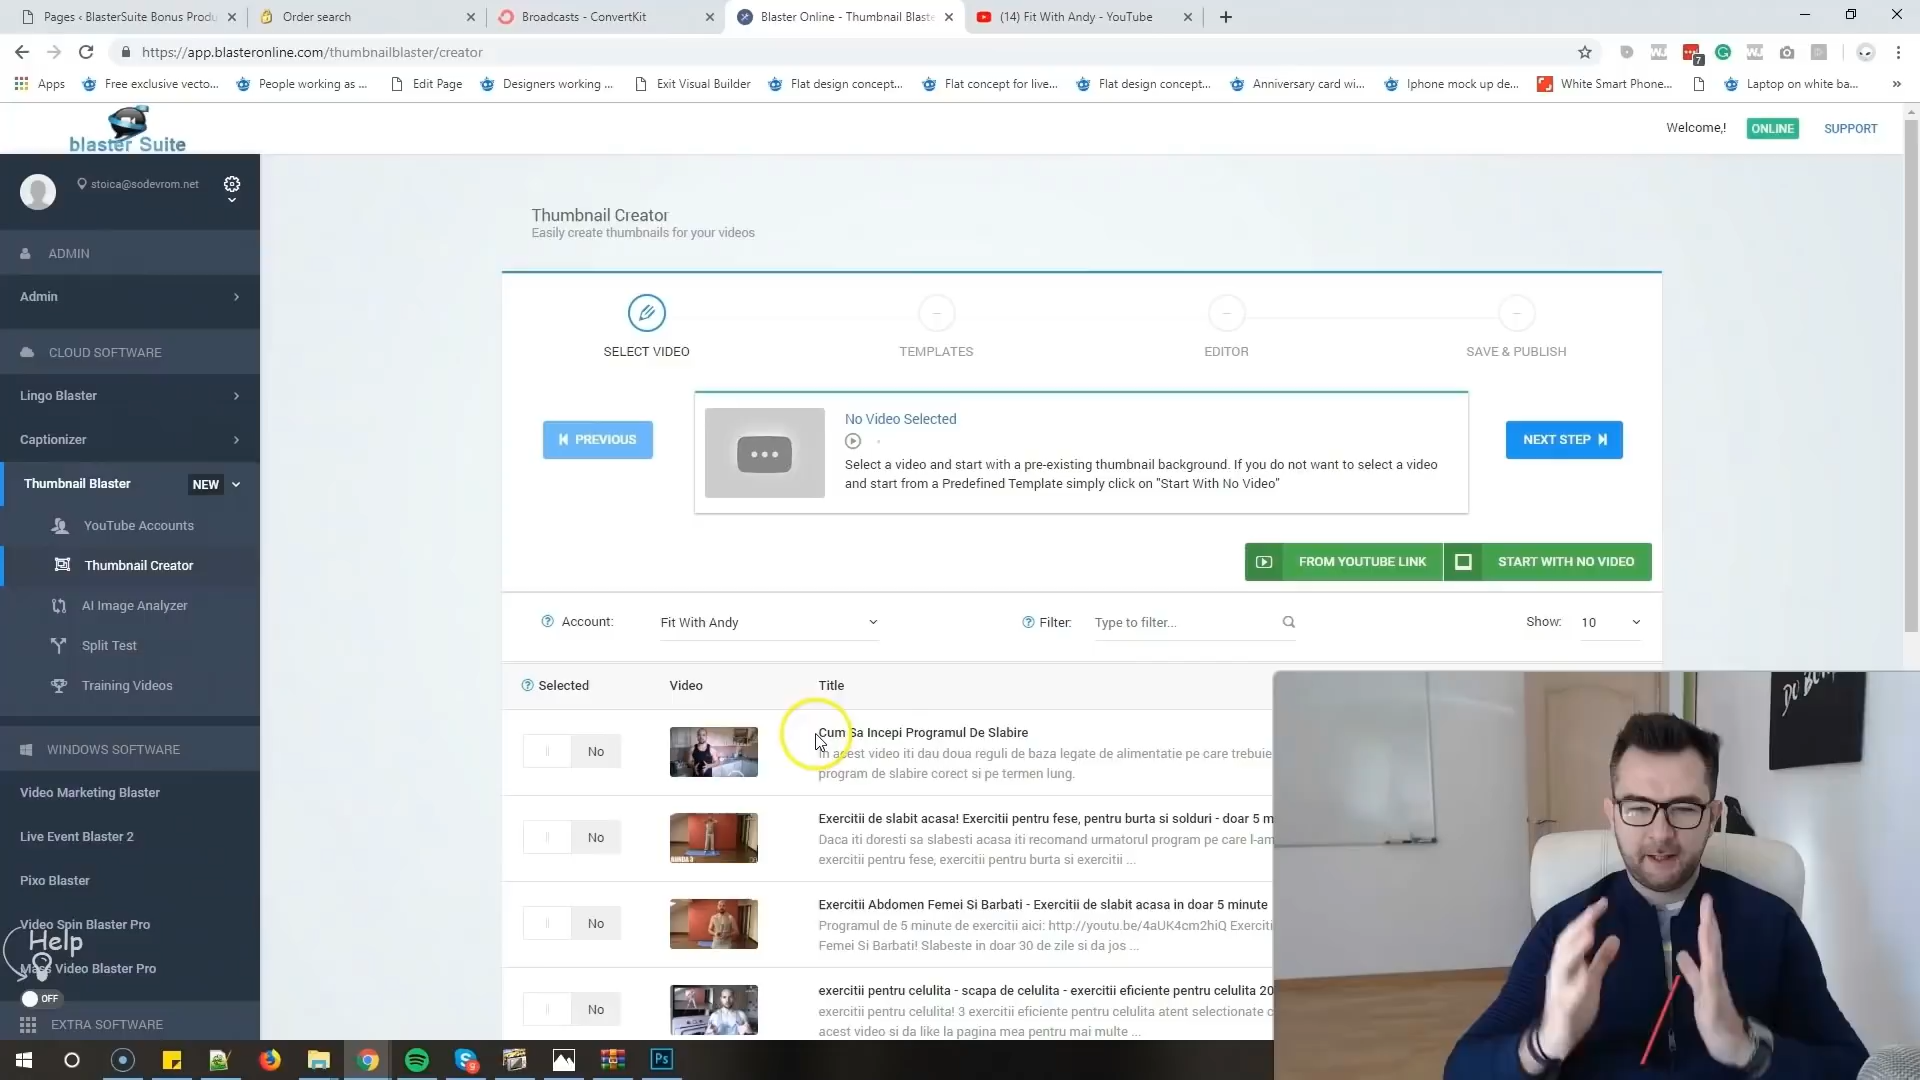 Pages ‹ BlasterSuite Bonus Produ
Order search
Broadcasts - ConvertKit
Blaster Online - Thumbnail Blaste
(14) Fit With Andy - YouTube
https://app.blasteronline.com/thumbnailblaster/creator
7
Apps
Free exclusive vecto...
People working as ...
Edit Page
Designers working ...
Exit Visual Builder
Flat design concept...
Flat concept for live...
Flat design concept...
Anniversary card wi...
Iphone mock up de...
White Smart Phone...
Laptop on white ba...
blaster Suite
Welcome,!
ONLINE
SUPPORT
stoica@sodevrom.net
ADMIN
Admin
CLOUD SOFTWARE
Lingo Blaster
Captionizer
Thumbnail Blaster
NEW
YouTube Accounts
Thumbnail Creator
AI Image Analyzer
Split Test
Training Videos
WINDOWS SOFTWARE
Video Marketing Blaster
Live Event Blaster 2
Pixo Blaster
Video Spin Blaster Pro
Help
Mass Video Blaster Pro
OFF
EXTRA SOFTWARE
Thumbnail Creator
Easily create thumbnails for your videos
SELECT VIDEO
TEMPLATES
EDITOR
SAVE & PUBLISH
PREVIOUS
No Video Selected
Select a video and start with a pre-existing thumbnail background. If you do not want to select a video
and start from a Predefined Template simply click on "Start With No Video"
NEXT STEP
FROM YOUTUBE LINK
START WITH NO VIDEO
Account:
Fit With Andy
Filter:
Type to filter...
Show:
10
Selected
Video
Title
No
Cum Sa Incepi Programul De Slabire
In acest video iti dau doua reguli de baza legate de alimentatie pe care trebuie
program de slabire corect si pe termen lung.
No
Exercitii de slabit acasa! Exercitii pentru fese, pentru burta si solduri - doar 5 m
Daca iti doresti sa slabesti acasa iti recomand urmatorul program pe care l-am
exercitii pentru fese, exercitii pentru burta si exercitii ...
No
Exercitii Abdomen Femei Si Barbati - Exercitii de slabit acasa in doar 5 minute
Programul de 5 minute de exercitii aici: http://youtu.be/4aUK4cm2hiQ Exerciti
Femei Si Barbati! Slabeste in doar 30 de zile si da jos ...
No
exercitii pentru celulita - scapa de celulita - exercitii eficiente pentru celulita 20
exercitii pentru celulita! 3 exercitii eficiente pentru celulita atent selectionate c
acest video si da like la pagina mea pentru mai multe ...
Ps